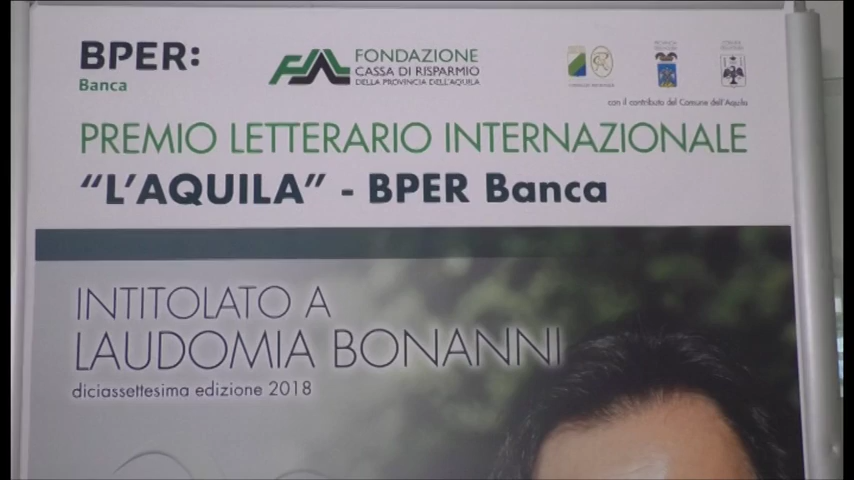 BPER:
Banca
FONDAZIONE
CASSA DI RISPARMIO
DELLA PROVINCIA DELL'AQUILA
con il contributo del Comune dell'Aquila
PREMIO LETTERARIO INTERNAZIONALE
“L'AQUILA” - BPER Banca
INTITOLATO A
LAUDOMIA BONANNI
diciassettesima edizione 2018